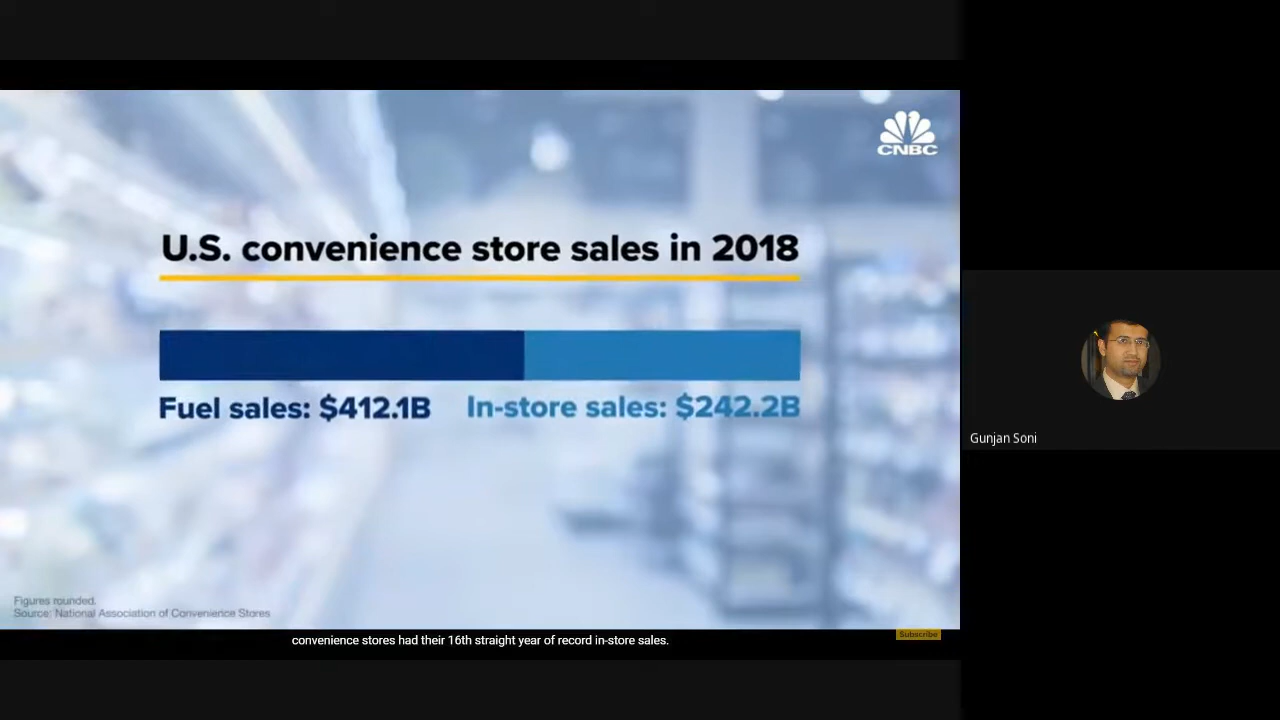 CNBC
U.S. convenience store sales in 2018
Fuel sales: $412.1B
In-store sales: $242.2B
Gunjan Soni
Figures rounded.
Source: National Association of Convenience Stores
convenience stores had their 16th straight year of record in-store sales.
Subscribe